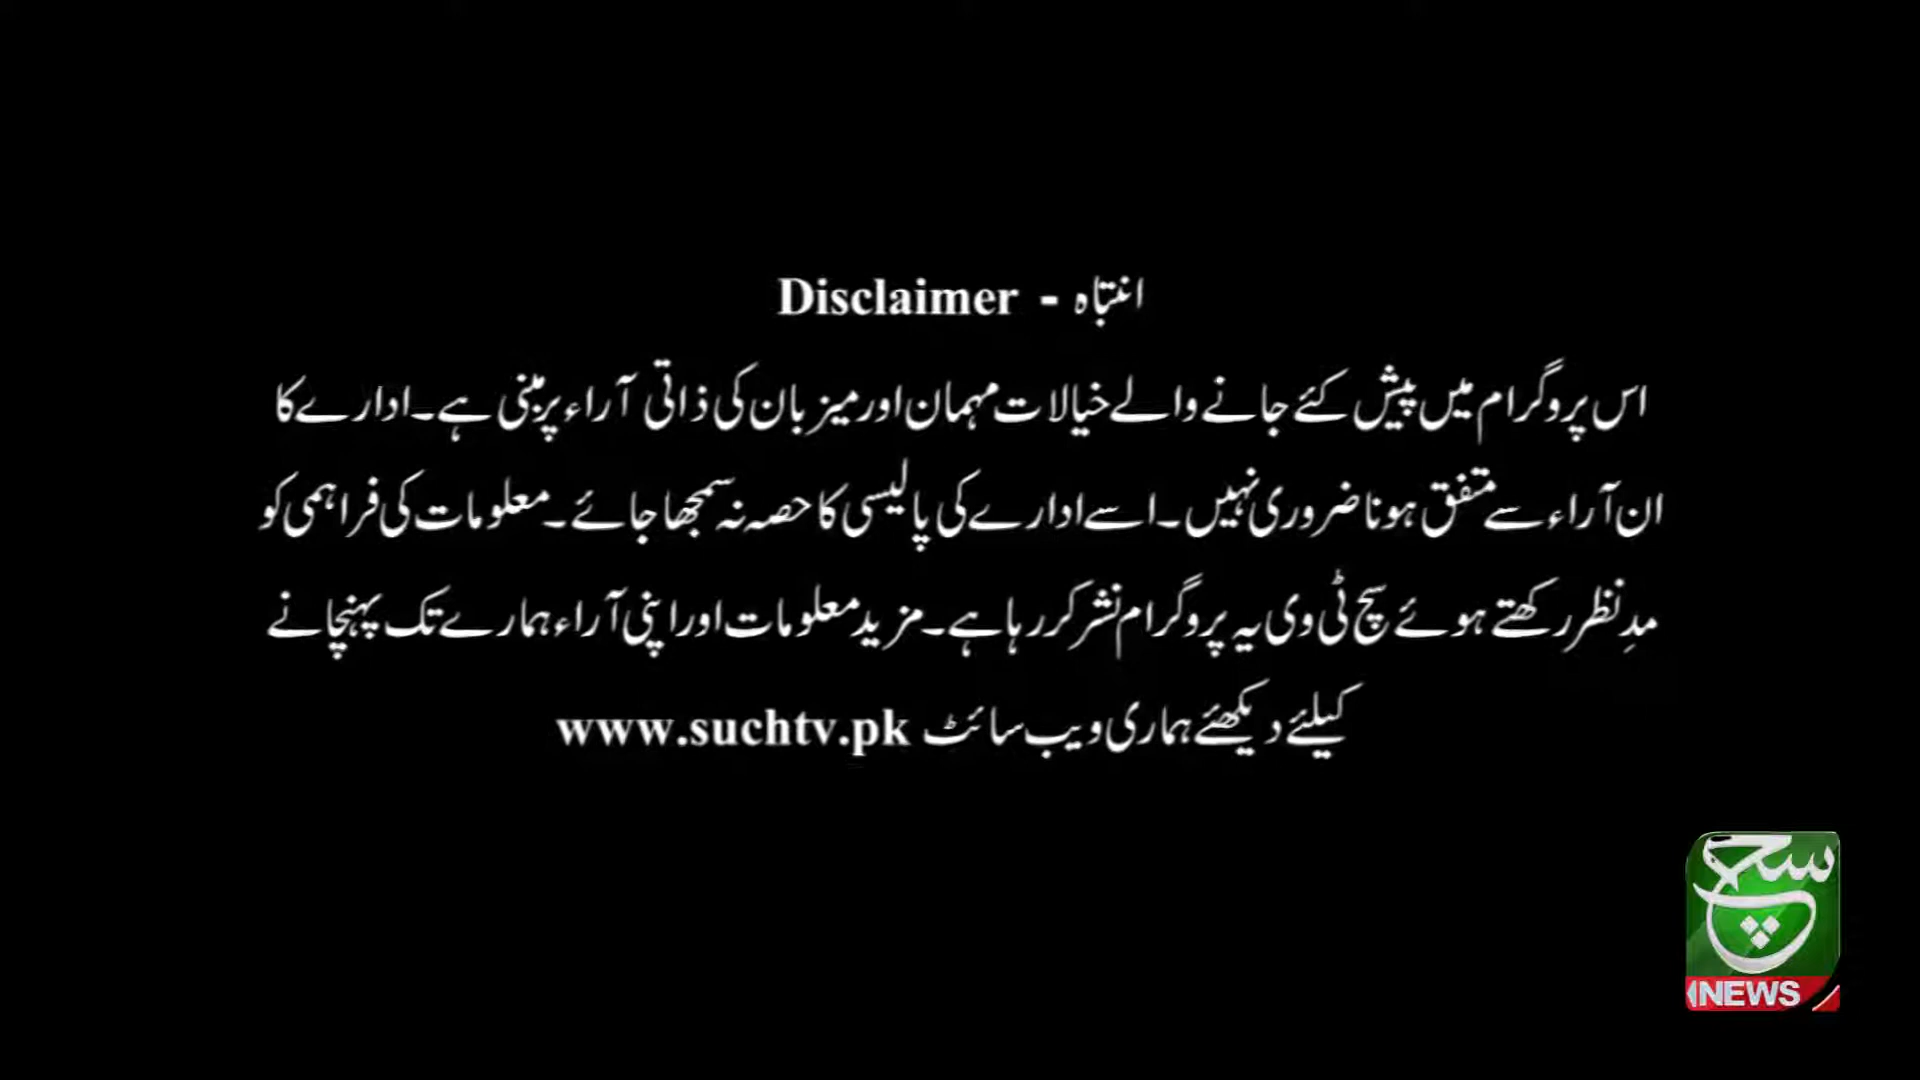 انتباہ - Disclaimer
اس پروگرام میں پیش کئے جانے والے خیالات مہمان اور میزبان کی ذاتی آراء پر مبنی ہے۔ ادارے کا
ان آراء سے متفق ہونا ضروری نہیں۔ اسے ادارے کی پالیسی کا حصہ نہ سمجھا جائے۔ معلومات کی فراہمی کو
مدِنظر رکھتے ہوئے سچ ٹی وی یہ پروگرام نشر کررہا ہے۔ مزید معلومات اور اپنی آراء ہمارے تک پہنچانے
کیلئے دیکھئے ہماری ویب سائٹ www.suchtv.pk
سچ
NEWS